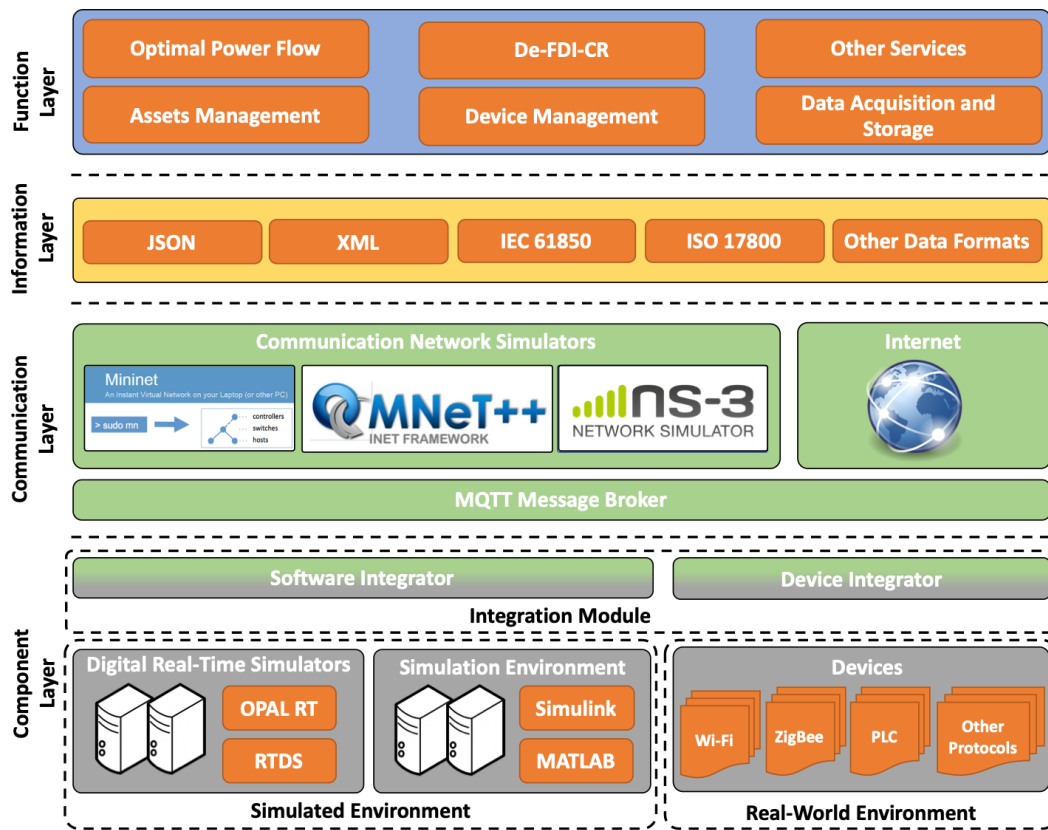 Function
Layer
Optimal Power Flow
De-FDI-CR
Other Services
Assets Management
Device Management
Data Acquisition and
Storage
Information
Layer
JSON
XML
IEC 61850
ISO 17800
Other Data Formats
Communication
Layer
Communication Network Simulators
Mininet
An Instant Virtual Network on your Laptop (or other PC)
> sudo mn
controllers
switches
hosts
OMNeT++
INET FRAMEWORK
ns-3
NETWORK SIMULATOR
Internet
MQTT Message Broker
Component
Layer
Software Integrator
Device Integrator
Integration Module
Digital Real-Time Simulators
OPAL RT
RTDS
Simulation Environment
Simulink
MATLAB
Simulated Environment
Devices
Wi-Fi
ZigBee
PLC
Other
Protocols
Real-World Environment